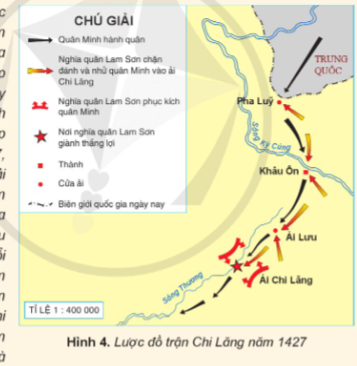 CHÚ GIẢI
Quân Minh hành quân
Nghĩa quân Lam Sơn chặn
đánh và nhử quân Minh vào ải
Chi Lăng
Nghĩa quân Lam Sơn phục kích
quân Minh
Nơi nghĩa quân Lam Sơn
giành thắng lợi
Thành
Cửa ải
Biên giới quốc gia ngày nay
TỈ LỆ 1 : 400 000
TRUNG
QUỐC
Pha Luỹ
Sông Kỳ Cùng
Khâu Ôn
Ải Lưu
Ải Chi Lăng
Sông Thương
Hình 4. Lược đồ trận Chi Lăng năm 1427